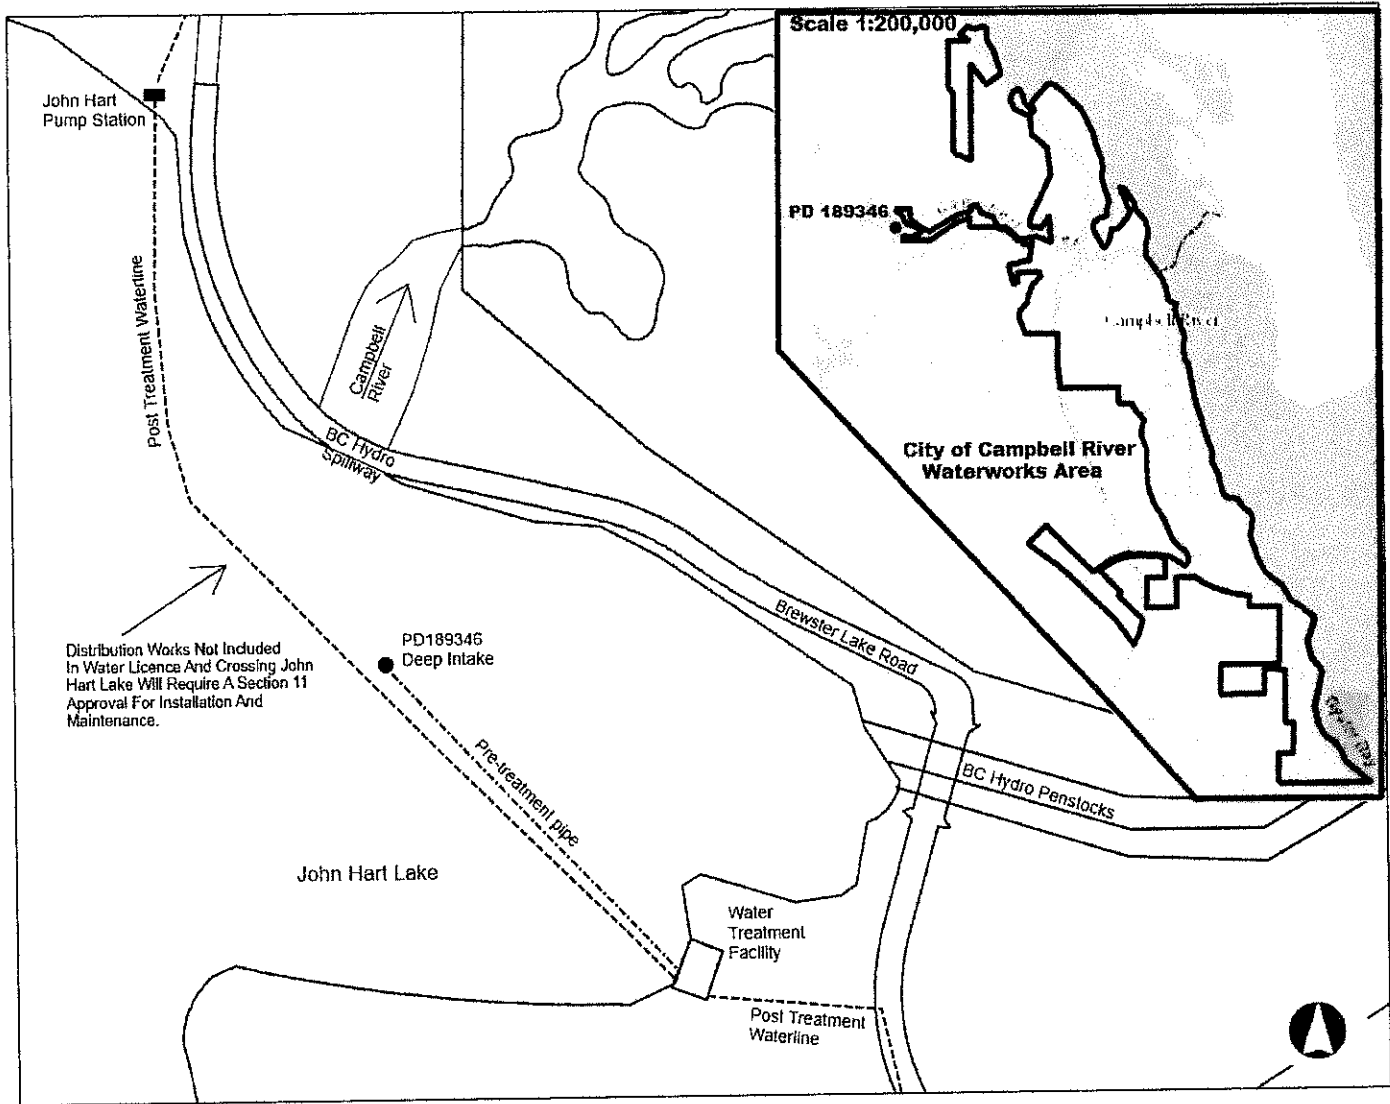 Scale 1:200,000
John Hart
Pump Station
PD 189346
Post Treatment Waterline
Campbell
River
Campbell River
BC Hydro
Spillway
City of Campbell River
Waterworks Area
Brewster Lake Road
PD189346
Deep Intake
Distribution Works Not Included
In Water Licence And Crossing John
Hart Lake Will Require A Section 11
Approval For Installation And
Maintenance.
Pre-treatment pipe
BC Hydro Penstocks
John Hart Lake
Water
Treatment
Facility
Post Treatment
Waterline